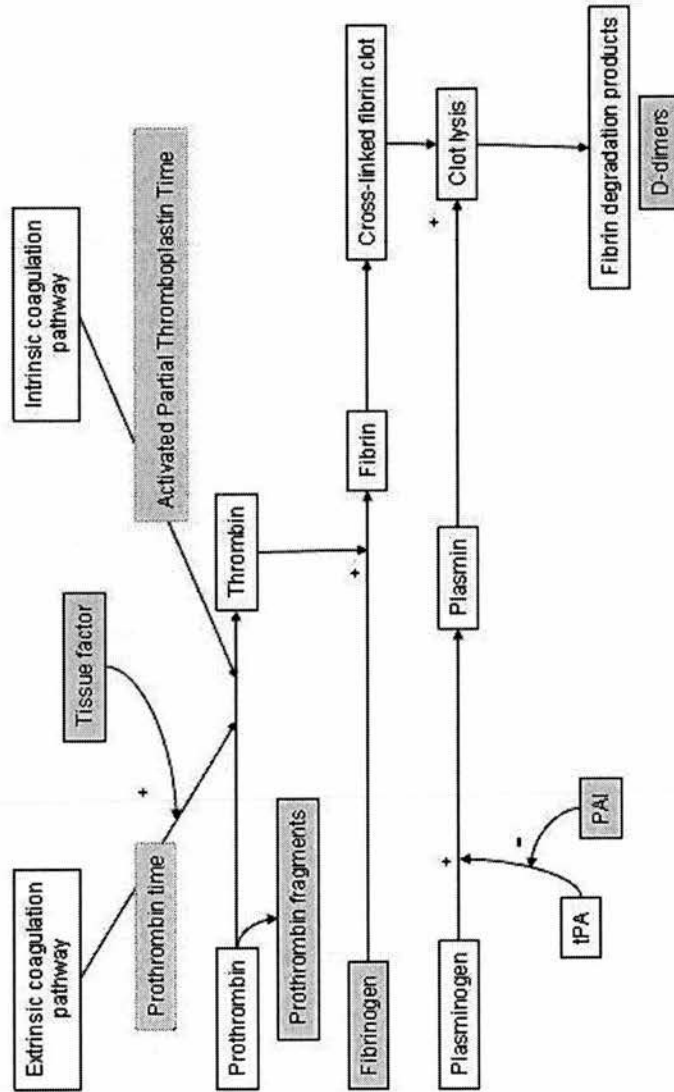 Extrinsic coagulation
pathway
Intrinsic coagulation
pathway
Tissue factor
+
Prothrombin time
Activated Partial Thromboplastin Time
Prothrombin
Thrombin
Prothrombin fragments
+
Fibrinogen
Fibrin
Cross-linked fibrin clot
+
+
Plasminogen
Plasmin
Clot lysis
-
tPA
PAI
Fibrin degradation products
D-dimers